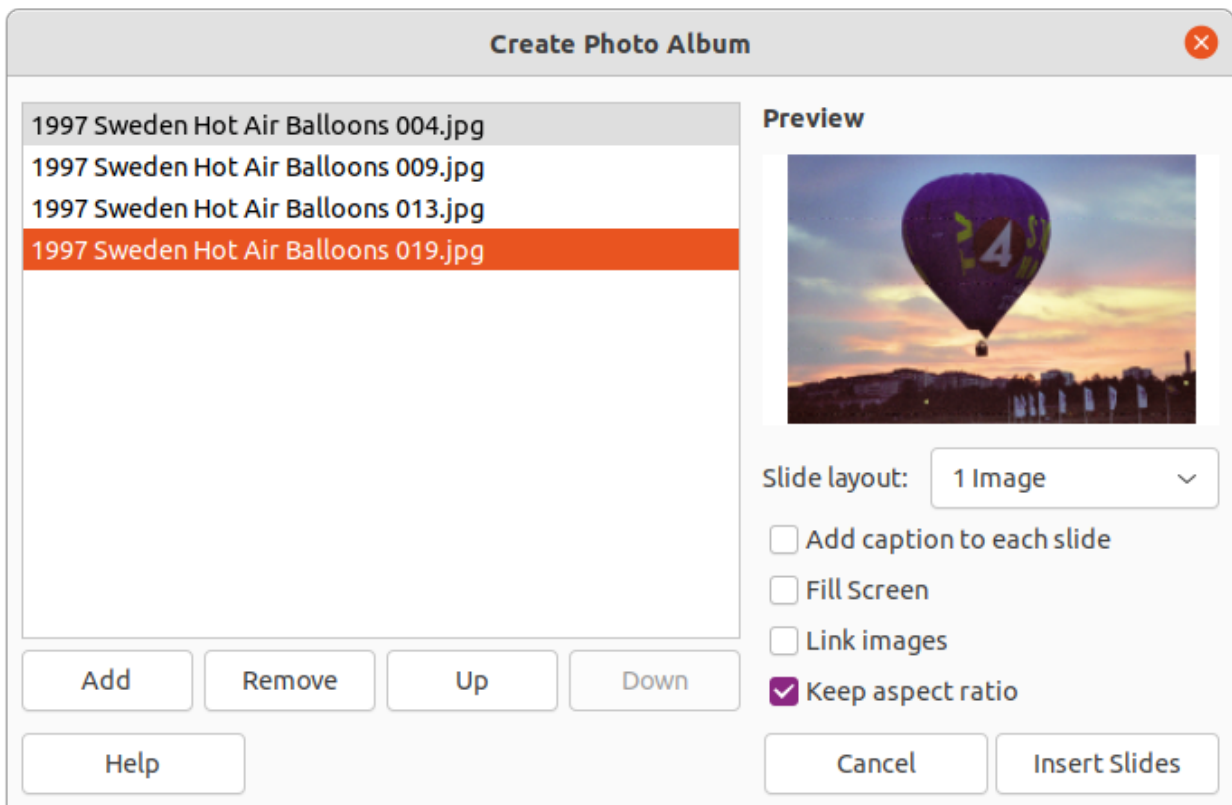 Create Photo Album
1997 Sweden Hot Air Balloons 004.jpg
1997 Sweden Hot Air Balloons 009.jpg
1997 Sweden Hot Air Balloons 013.jpg
1997 Sweden Hot Air Balloons 019.jpg
Add
Remove
Up
Down
Help
Preview
4
Slide layout:
1 Image
Add caption to each slide
Fill Screen
Link images
Keep aspect ratio
Cancel
Insert Slides